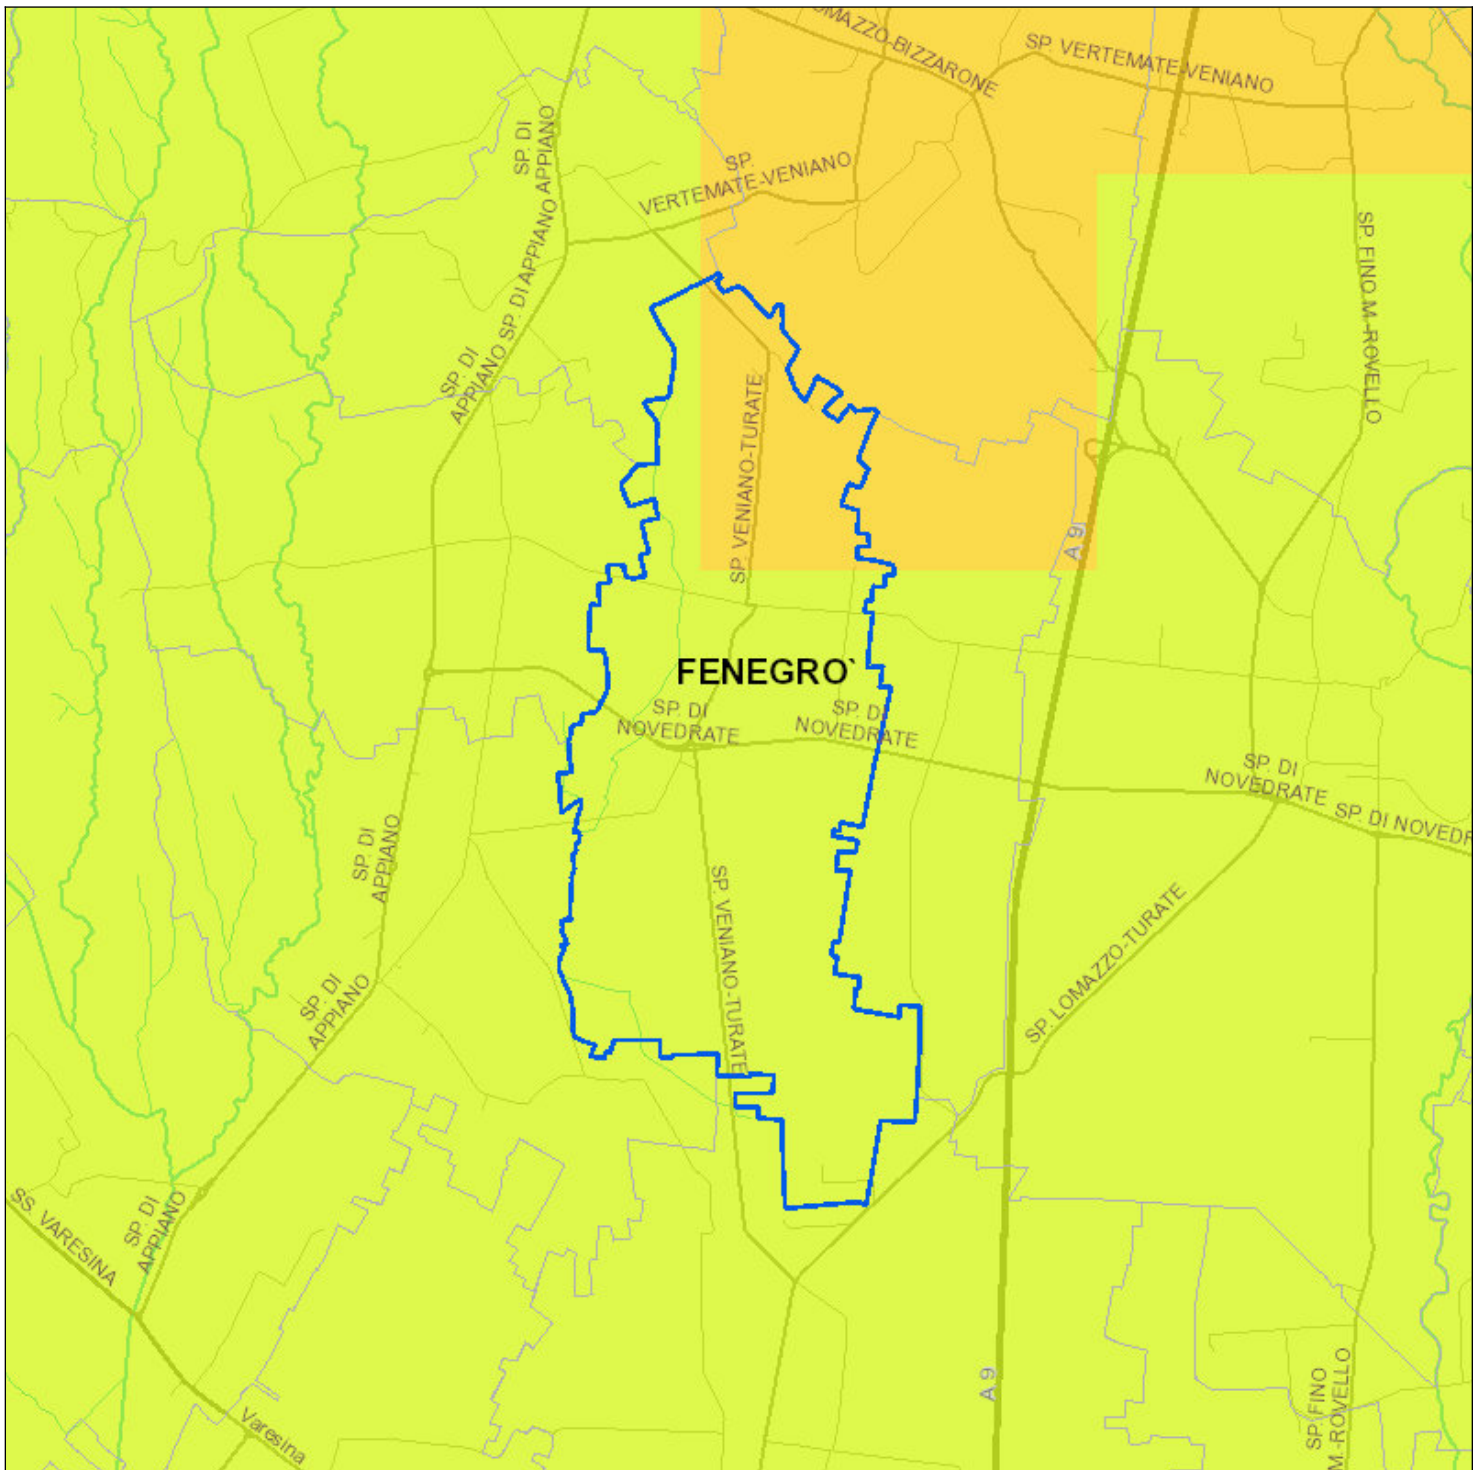 OMAZZO-BIZZARONE
SP. VERTEMATE-VENIANO
SP. DI
APPIANO
SP.
VERTEMATE-VENIANO
SP. DI APPIANO
SP. FINO M.-ROVELLO
SP. DI
APPIANO
SP. VENIANO-TURATE
A 9
FENEGRO`
SP. DI
NOVEDRATE
SP. DI
NOVEDRATE
SP. DI
NOVEDRATE
SP. DI NOVEDR
SP. DI
APPIANO
SP. VENIANO-TURATE
SP. LOMAZZO-TURATE
SP. DI
APPIANO
SP. DI
APPIANO
SS. VARESINA
A 9
SP. FINO
M.-ROVELLO
Varesina